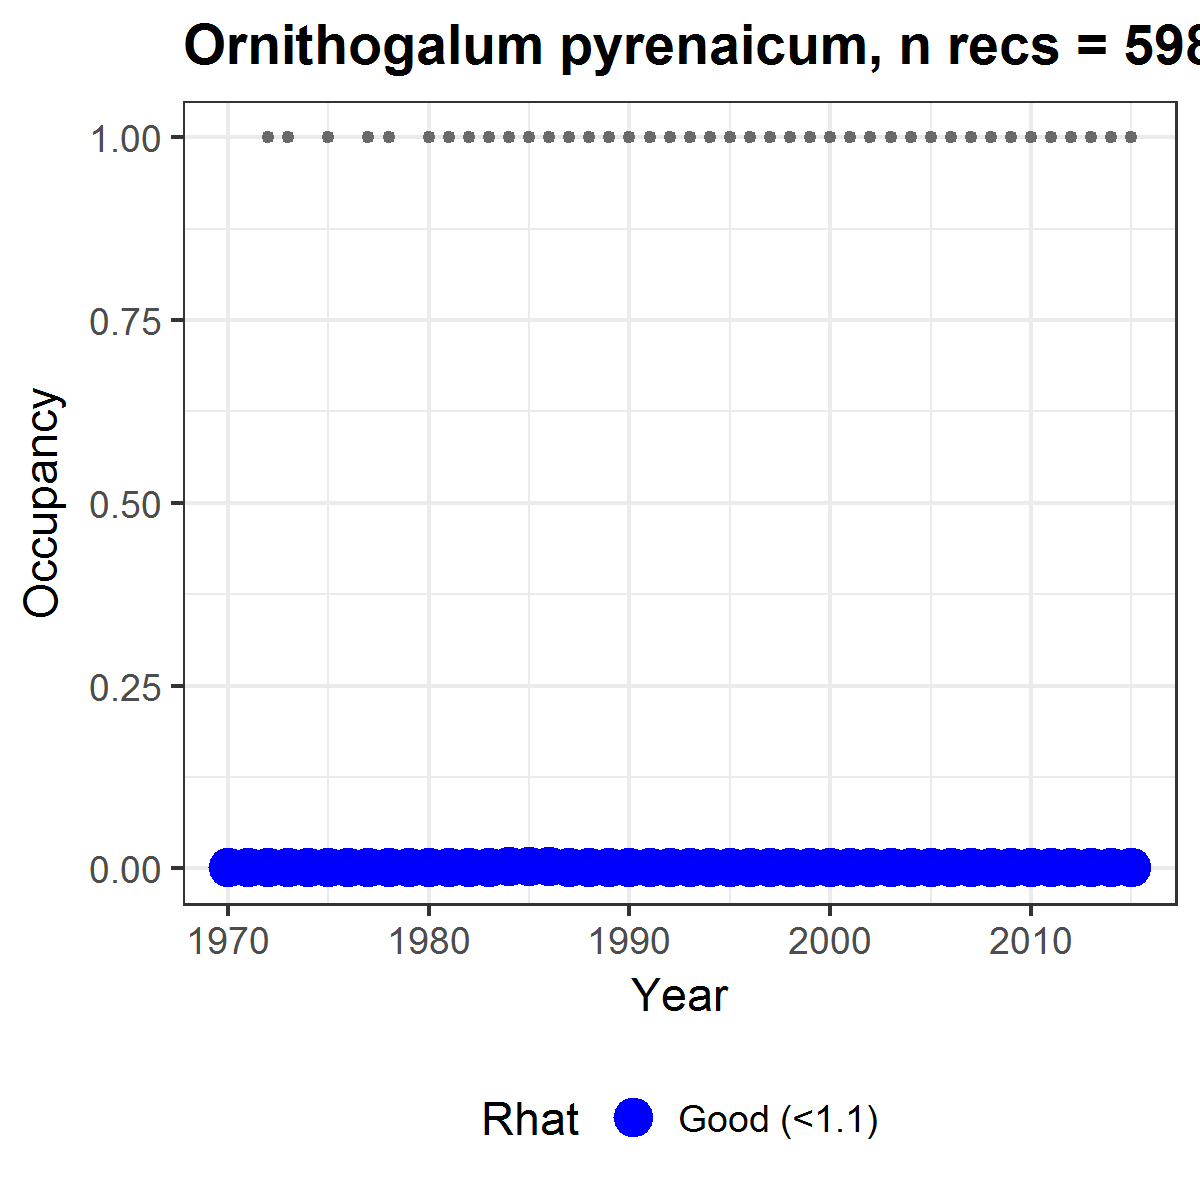 Ornithogalum pyrenaicum, n recs = 598
1.00
0.75
0.50
0.25
0.00
Occupancy
1970 1980 1990 2000 2010
Year
Rhat Good (<1.1)